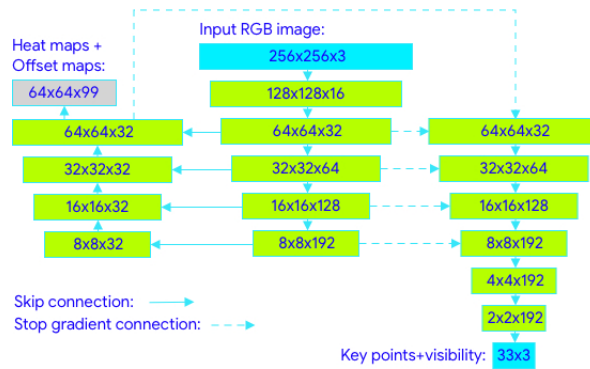 Input RGB image:
Heat maps +
Offset maps:
256x256x3
64x64x99
128x128x16
64x64x32
64x64x32
64x64x32
32x32x32
32x32x64
32x32x64
16x16x32
16x16x128
16x16x128
8x8x32
8x8x192
8x8x192
4x4x192
Skip connection:
Stop gradient connection:
2x2x192
Key points+visibility:
33x3